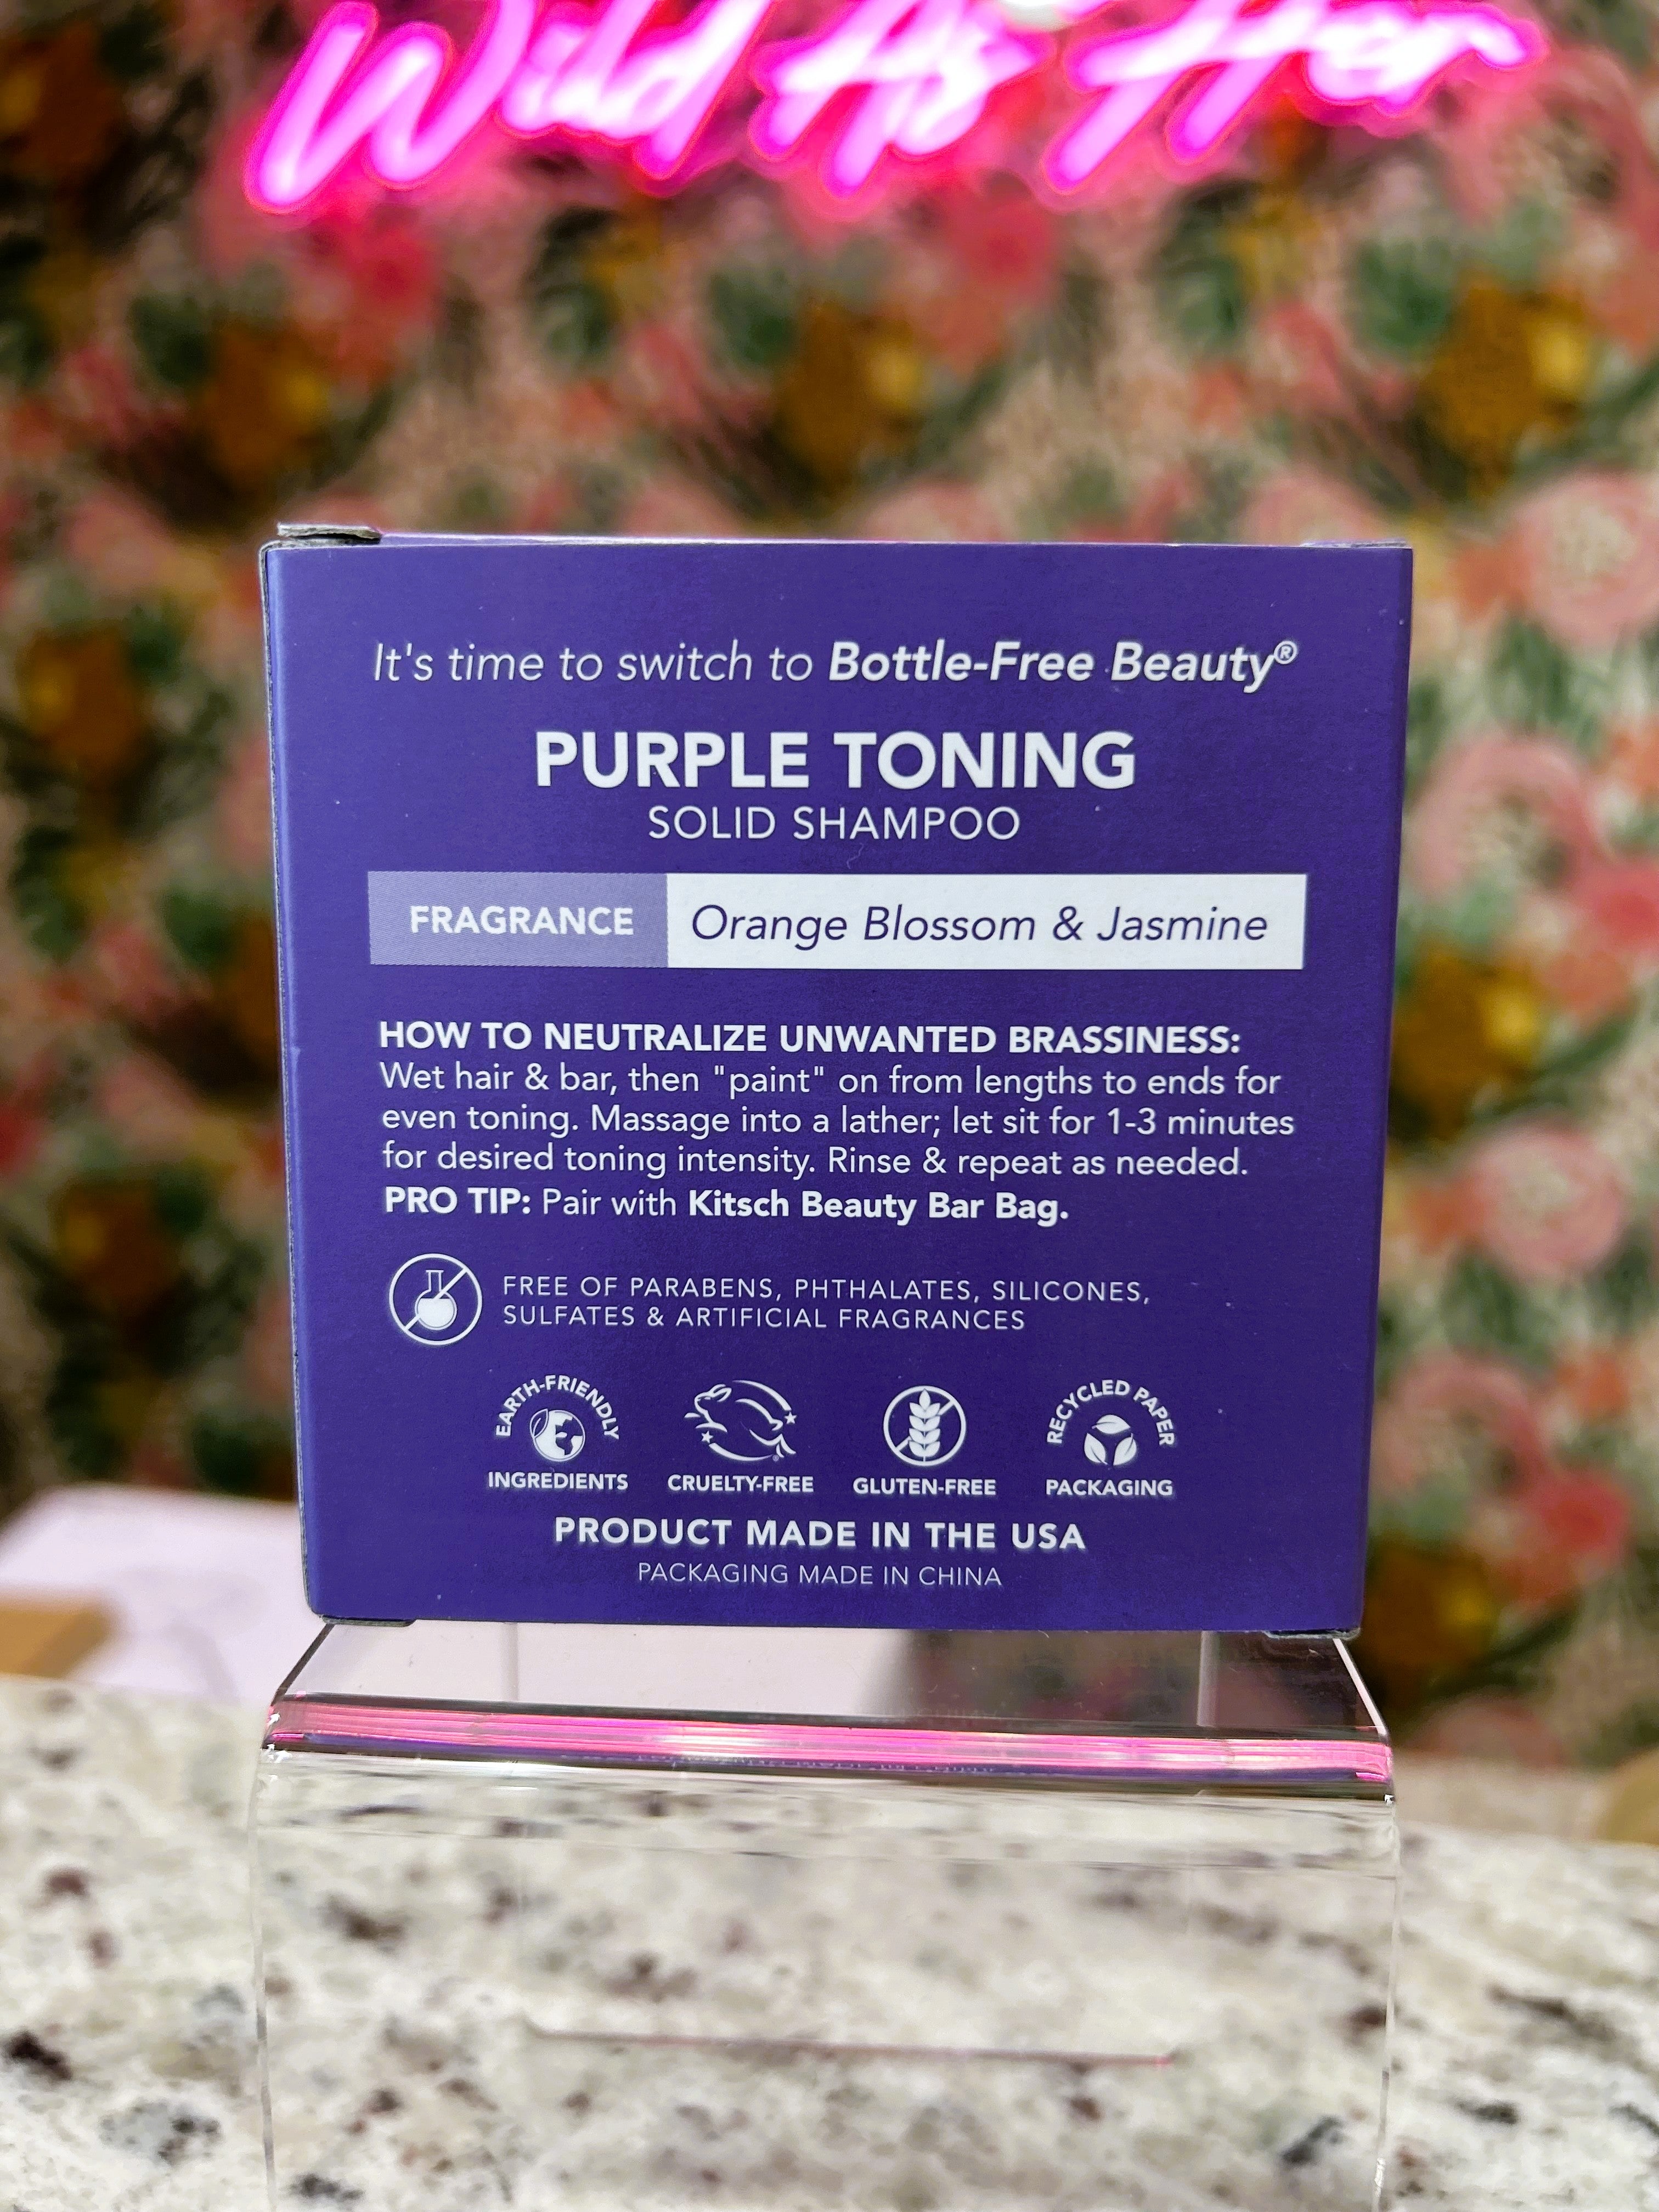 Wild As Her
It's time to switch to Bottle-Free Beauty®
PURPLE TONING
SOLID SHAMPOO
FRAGRANCE Orange Blossom & Jasmine
HOW TO NEUTRALIZE UNWANTED BRASSINESS:
Wet hair & bar, then "paint" on from lengths to ends for
even toning. Massage into a lather; let sit for 1-3 minutes
for desired toning intensity. Rinse & repeat as needed.
PRO TIP: Pair with Kitsch Beauty Bar Bag.
FREE OF PARABENS, PHTHALATES, SILICONES,
SULFATES & ARTIFICIAL FRAGRANCES
EARTH-FRIENDLY
INGREDIENTS
CRUELTY-FREE
GLUTEN-FREE
RECYCLED PAPER
PACKAGING
PRODUCT MADE IN THE USA
PACKAGING MADE IN CHINA